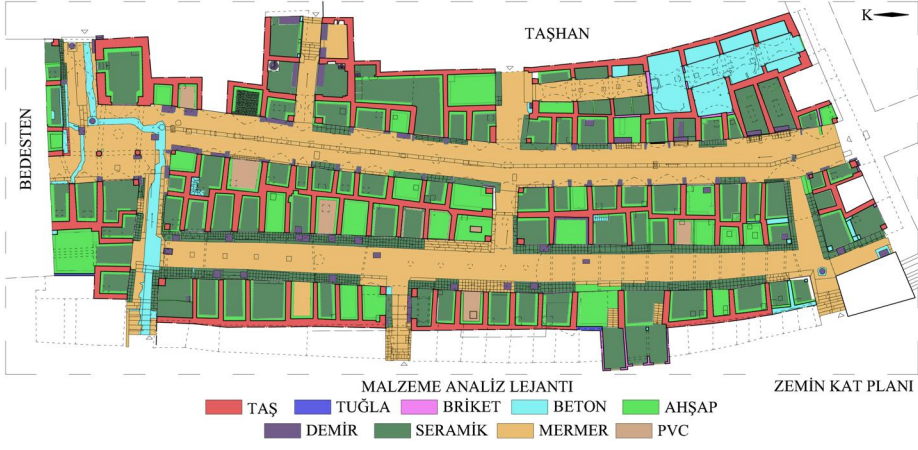 K
TAŞHAN
BEDESTEN
MALZEME ANALİZ LEJANTI
ZEMİN KAT PLANI
TAŞ TUĞLA BRİKET BETON AHŞAP
DEMİR SERAMİK MERMER PVC